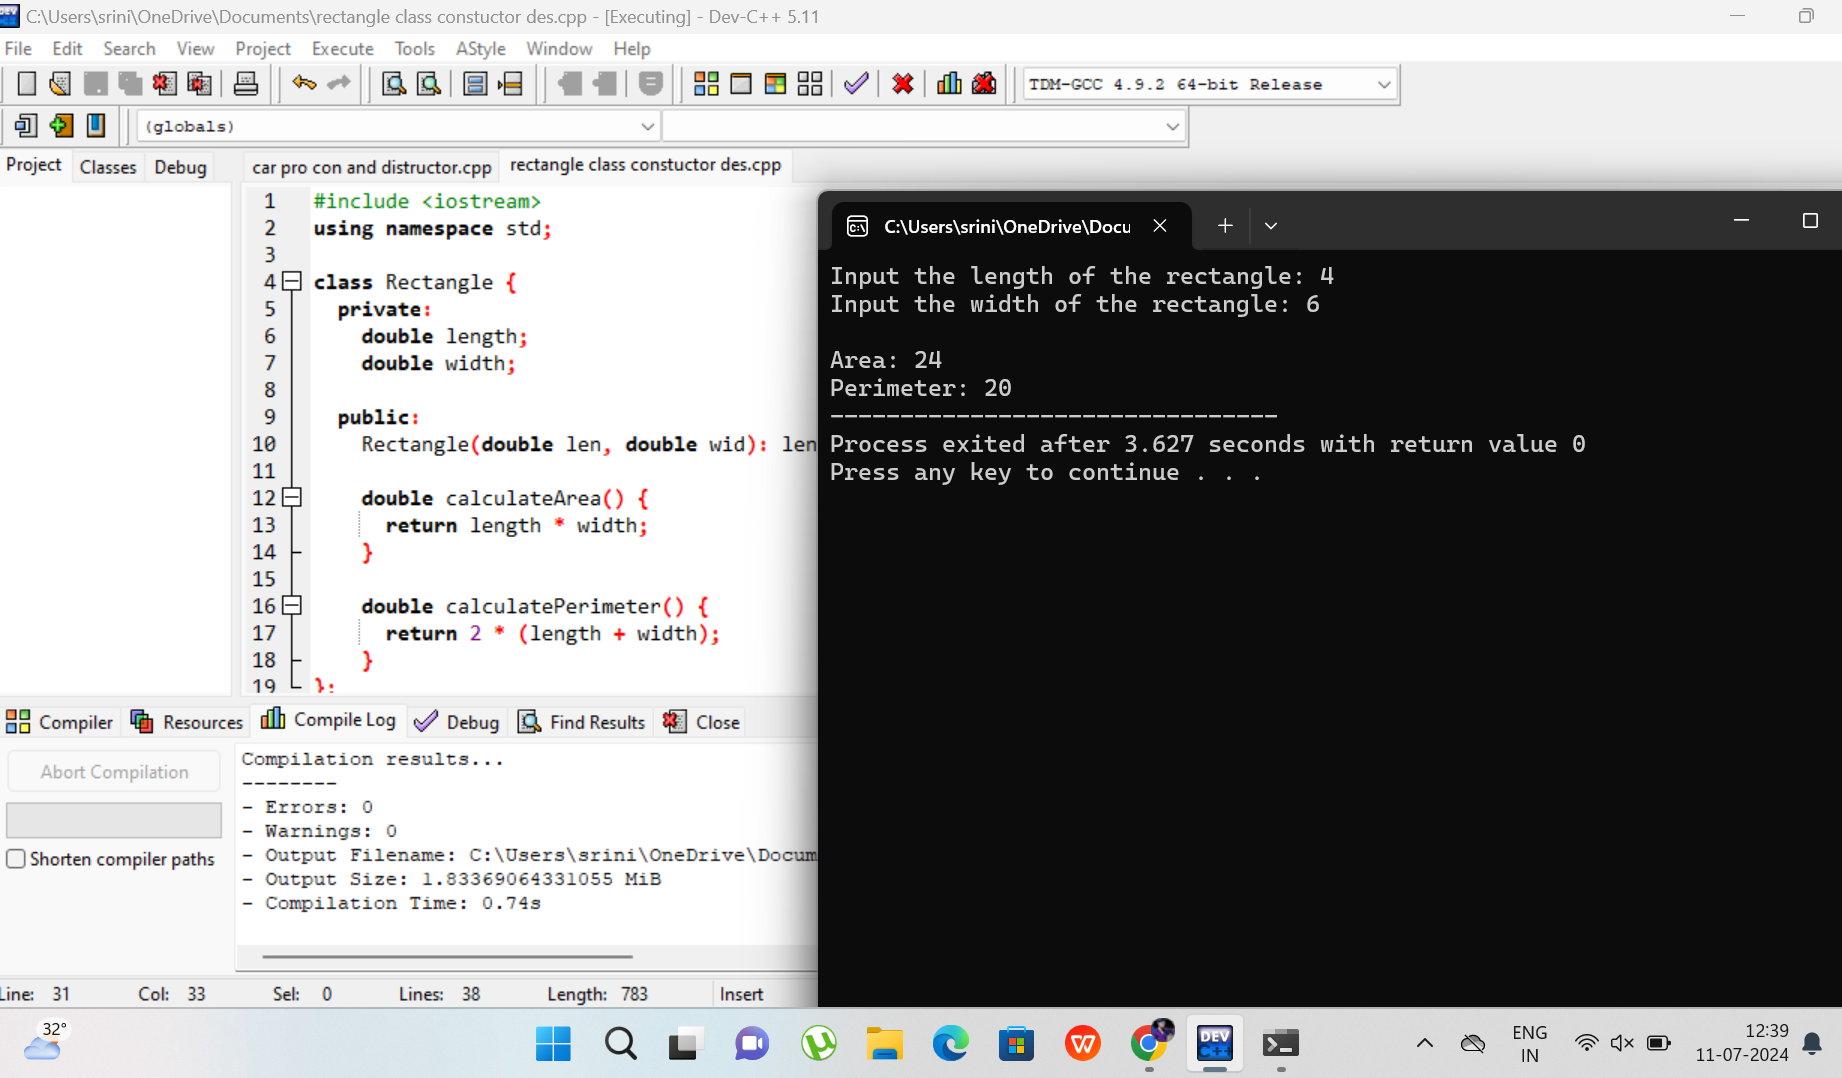 C:\Users\srini\OneDrive\Documents\rectangle class constuctor des.cpp - [Executing] - Dev-C++ 5.11
File Edit Search View Project Execute Tools AStyle Window Help
TDM-GCC 4.9.2 64-bit Release
(globals)
Project Classes Debug
car pro con and distructor.cpp rectangle class constuctor des.cpp
1 #include <iostream>
2 using namespace std;
3
4 class Rectangle {
5 private:
6 double length;
7 double width;
8
9 public:
10 Rectangle(double len, double wid): len
11
12 double calculateArea() {
13 return length * width;
14 }
15
16 double calculatePerimeter() {
17 return 2 * (length + width);
18 }
19 };
C:\Users\srini\OneDrive\Docu
Input the length of the rectangle: 4
Input the width of the rectangle: 6
Area: 24
Perimeter: 20
--------------------------------
Process exited after 3.627 seconds with return value 0
Press any key to continue . . .
Compiler Resources Compile Log Debug Find Results Close
Abort Compilation
Shorten compiler paths
Compilation results...
--------
- Errors: 0
- Warnings: 0
- Output Filename: C:\Users\srini\OneDrive\Docum
- Output Size: 1.83369064331055 MiB
- Compilation Time: 0.74s
Line: 31 Col: 33 Sel: 0 Lines: 38 Length: 783 Insert
32°
DEV C++
ENG
IN
12:39
11-07-2024